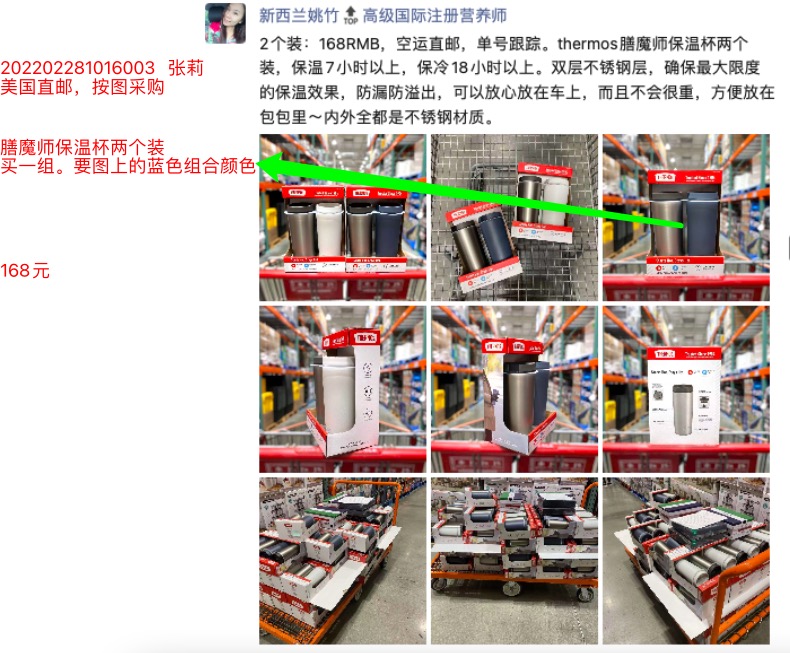 新西兰姚竹 TOP 高级国际注册营养师
2个装：168RMB，空运直邮，单号跟踪。thermos膳魔师保温杯两个
装，保温7小时以上，保冷18小时以上。双层不锈钢层，确保最大限度
的保温效果，防漏防溢出，可以放心放在车上，而且不会很重，方便放在
包包里～内外全都是不锈钢材质。
202202281016003 张莉
美国直邮，按图采购
膳魔师保温杯两个装
买一组。要图上的蓝色组合颜色
168元